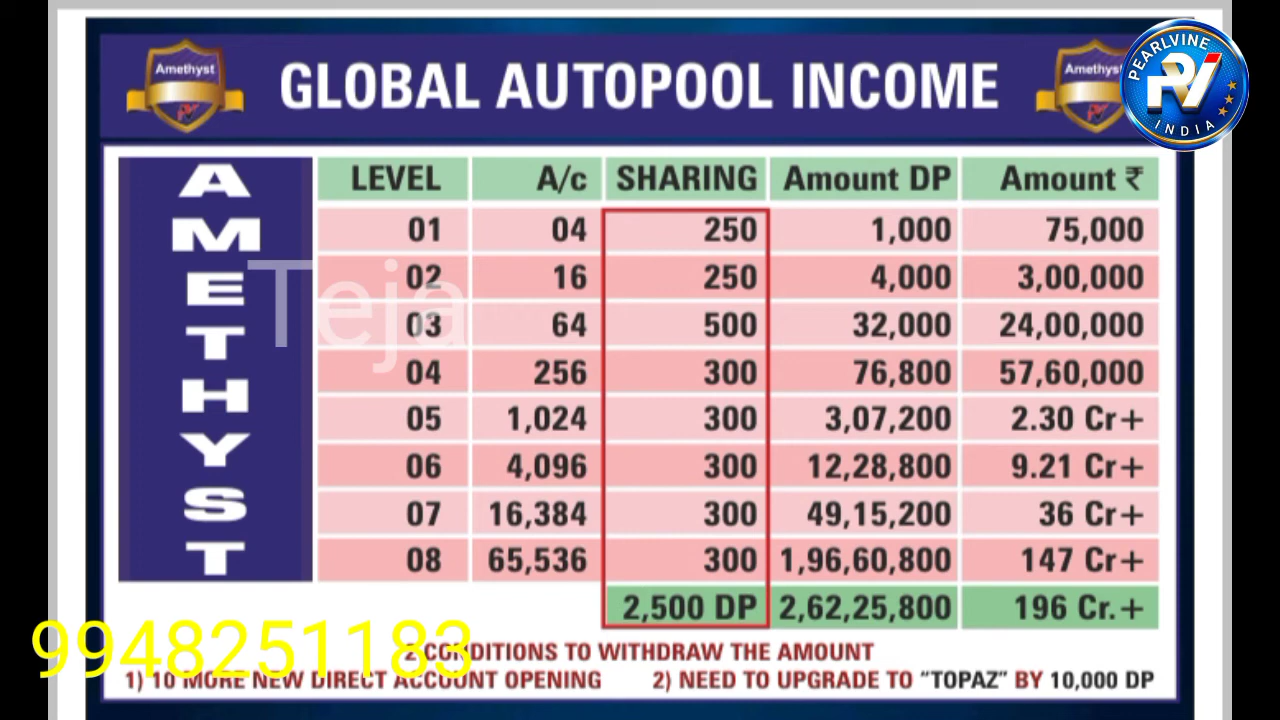 Amethyst
GLOBAL AUTOPOOL INCOME
Amethyst
PEARLVINE
INDIA
AMETHYST
LEVEL A/c SHARING Amount DP Amount ₹
01 04 250 1,000 75,000
02 16 250 4,000 3,00,000
03 64 500 32,000 24,00,000
04 256 300 76,800 57,60,000
05 1,024 300 3,07,200 2.30 Cr+
06 4,096 300 12,28,800 9.21 Cr+
07 16,384 300 49,15,200 36 Cr+
08 65,536 300 1,96,60,800 147 Cr+
2,500 DP 2,62,25,800 196 Cr.+
Teja
9948251183
2 CONDITIONS TO WITHDRAW THE AMOUNT
1) 10 MORE NEW DIRECT ACCOUNT OPENING 2) NEED TO UPGRADE TO “TOPAZ” BY 10,000 DP